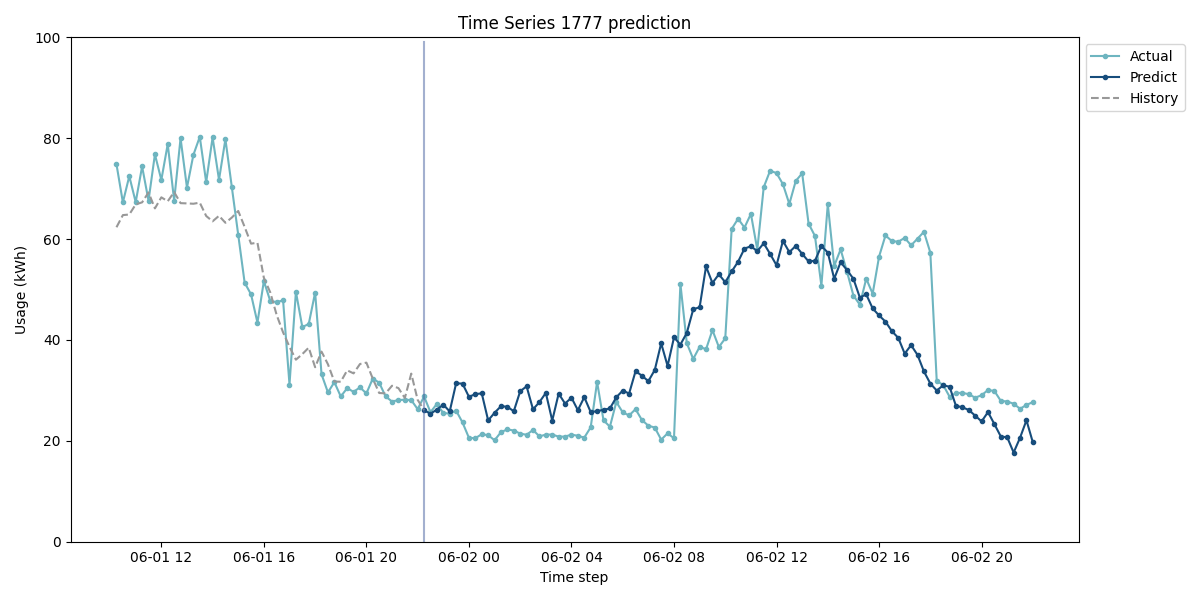 Time Series 1777 prediction
100
80
60
40
20
0
Usage (kWh)
06-01 12
06-01 16
06-01 20
06-02 00
06-02 04
06-02 08
06-02 12
06-02 16
06-02 20
Time step
Actual
Predict
History